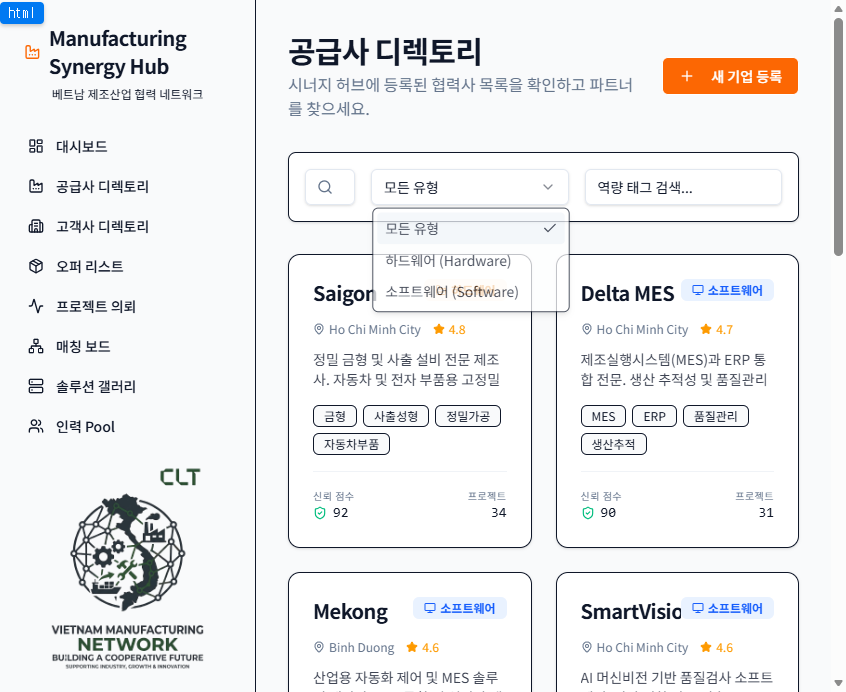 html
Manufacturing
Synergy Hub
베트남 제조산업 협력 네트워크
대시보드
공급사 디렉토리
고객사 디렉토리
오퍼 리스트
프로젝트 의뢰
매칭 보드
솔루션 갤러리
인력 Pool
CLT
VIETNAM MANUFACTURING
NETWORK
BUILDING A COOPERATIVE FUTURE
SUPPORTING INDUSTRY, GROWTH & INNOVATION
공급사 디렉토리
시너지 허브에 등록된 협력사 목록을 확인하고 파트너
를 찾으세요.
새 기업 등록
모든 유형
역량 태그 검색...
모든 유형
하드웨어 (Hardware)
소프트웨어 (Software)
Saigon
Ho Chi Minh City 4.8
정밀 금형 및 사출 설비 전문 제조
사. 자동차 및 전자 부품용 고정밀
금형 사출성형 정밀가공
자동차부품
신뢰 점수 프로젝트
92 34
Delta MES 소프트웨어
Ho Chi Minh City 4.7
제조실행시스템(MES)과 ERP 통
합 전문. 생산 추적성 및 품질관리
MES ERP 품질관리
생산추적
신뢰 점수 프로젝트
90 31
Mekong 소프트웨어
Binh Duong 4.6
산업용 자동화 제어 및 MES 솔루
SmartVisio 소프트웨어
Ho Chi Minh City 4.6
AI 머신비전 기반 품질검사 소프트